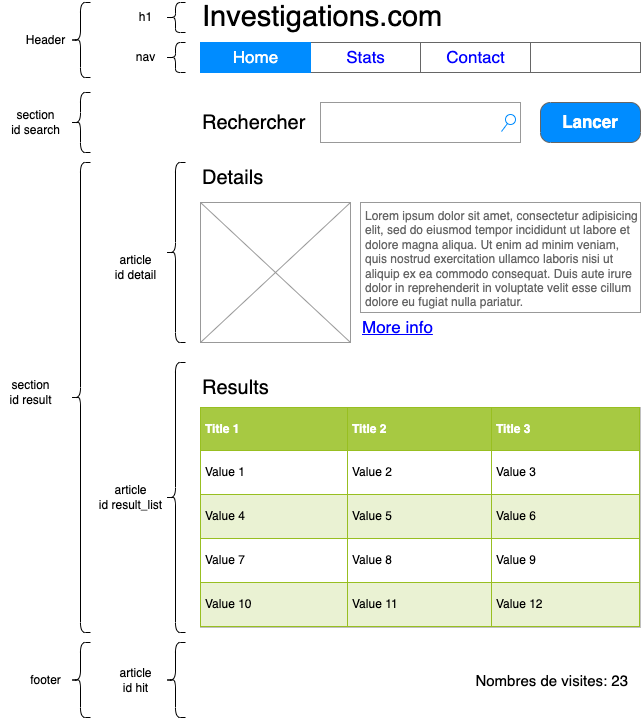 h1
Investigations.com
Header
nav
Home
Stats
Contact
section
id search
Rechercher
Lancer
Details
article
id detail
Lorem ipsum dolor sit amet, consectetur adipisicing
elit, sed do eiusmod tempor incididunt ut labore et
dolore magna aliqua. Ut enim ad minim veniam,
quis nostrud exercitation ullamco laboris nisi ut
aliquip ex ea commodo consequat. Duis aute irure
dolor in reprehenderit in voluptate velit esse cillum
dolore eu fugiat nulla pariatur.
More info
section
id result
Results
article
id result_list
Title 1
Title 2
Title 3
Value 1
Value 2
Value 3
Value 4
Value 5
Value 6
Value 7
Value 8
Value 9
Value 10
Value 11
Value 12
footer
article
id hit
Nombres de visites: 23